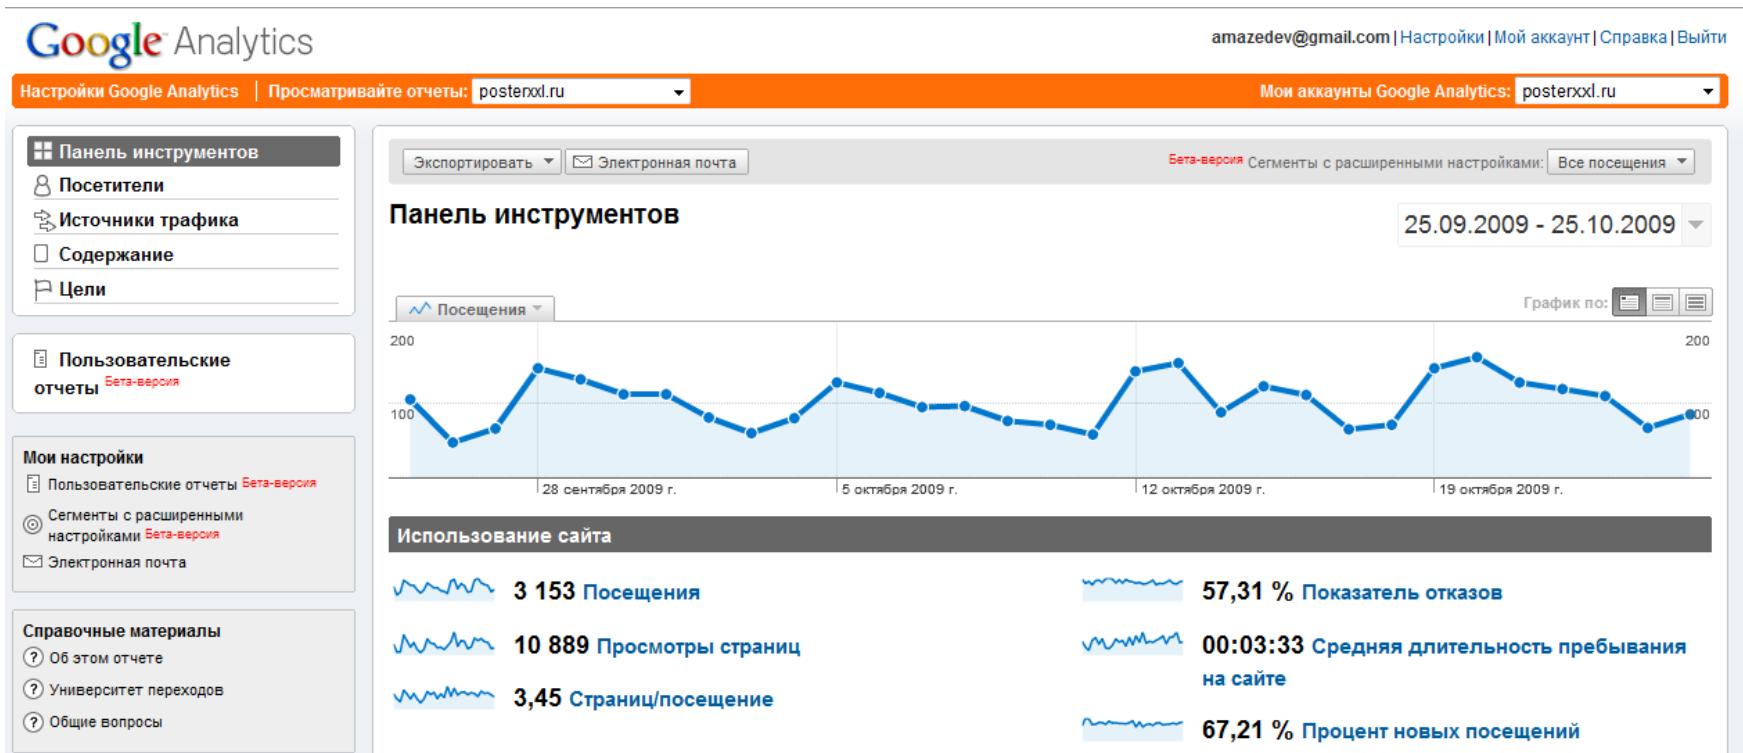 Google Analytics
amazedev@gmail.com | Настройки | Мой аккаунт | Справка | Выйти
Настройки Google Analytics | Просматривайте отчеты: posterxxl.ru
Мои аккаунты Google Analytics: posterxxl.ru
Панель инструментов
Посетители
Источники трафика
Содержание
Цели
Пользовательские
отчеты Бета-версия
Мои настройки
Пользовательские отчеты Бета-версия
Сегменты с расширенными
настройками Бета-версия
Электронная почта
Справочные материалы
Об этом отчете
Университет переходов
Общие вопросы
Экспортировать
Электронная почта
Бета-версия Сегменты с расширенными настройками: Все посещения
Панель инструментов
25.09.2009 - 25.10.2009
График по:
Посещения
200
200
100
100
28 сентября 2009 г.
5 октября 2009 г.
12 октября 2009 г.
19 октября 2009 г.
Использование сайта
3 153 Посещения
10 889 Просмотры страниц
3,45 Страниц/посещение
57,31 % Показатель отказов
00:03:33 Средняя длительность пребывания
на сайте
67,21 % Процент новых посещений